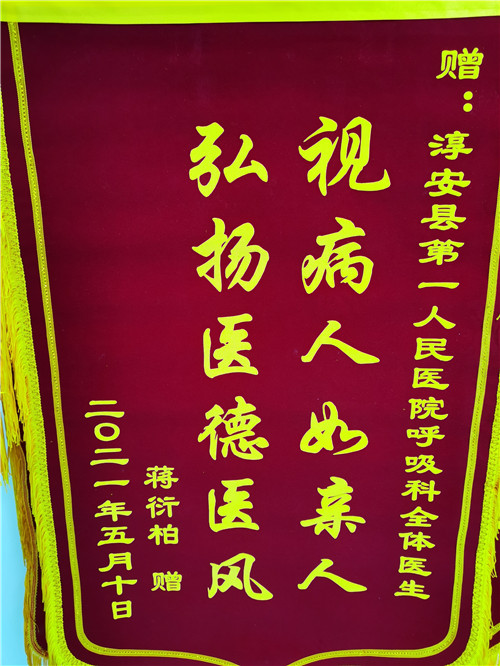 赠：淳安县第一人民医院呼吸科全体医生
视病人如亲人
弘扬医德医风
蒋衍柏 赠
二〇二一年五月十日